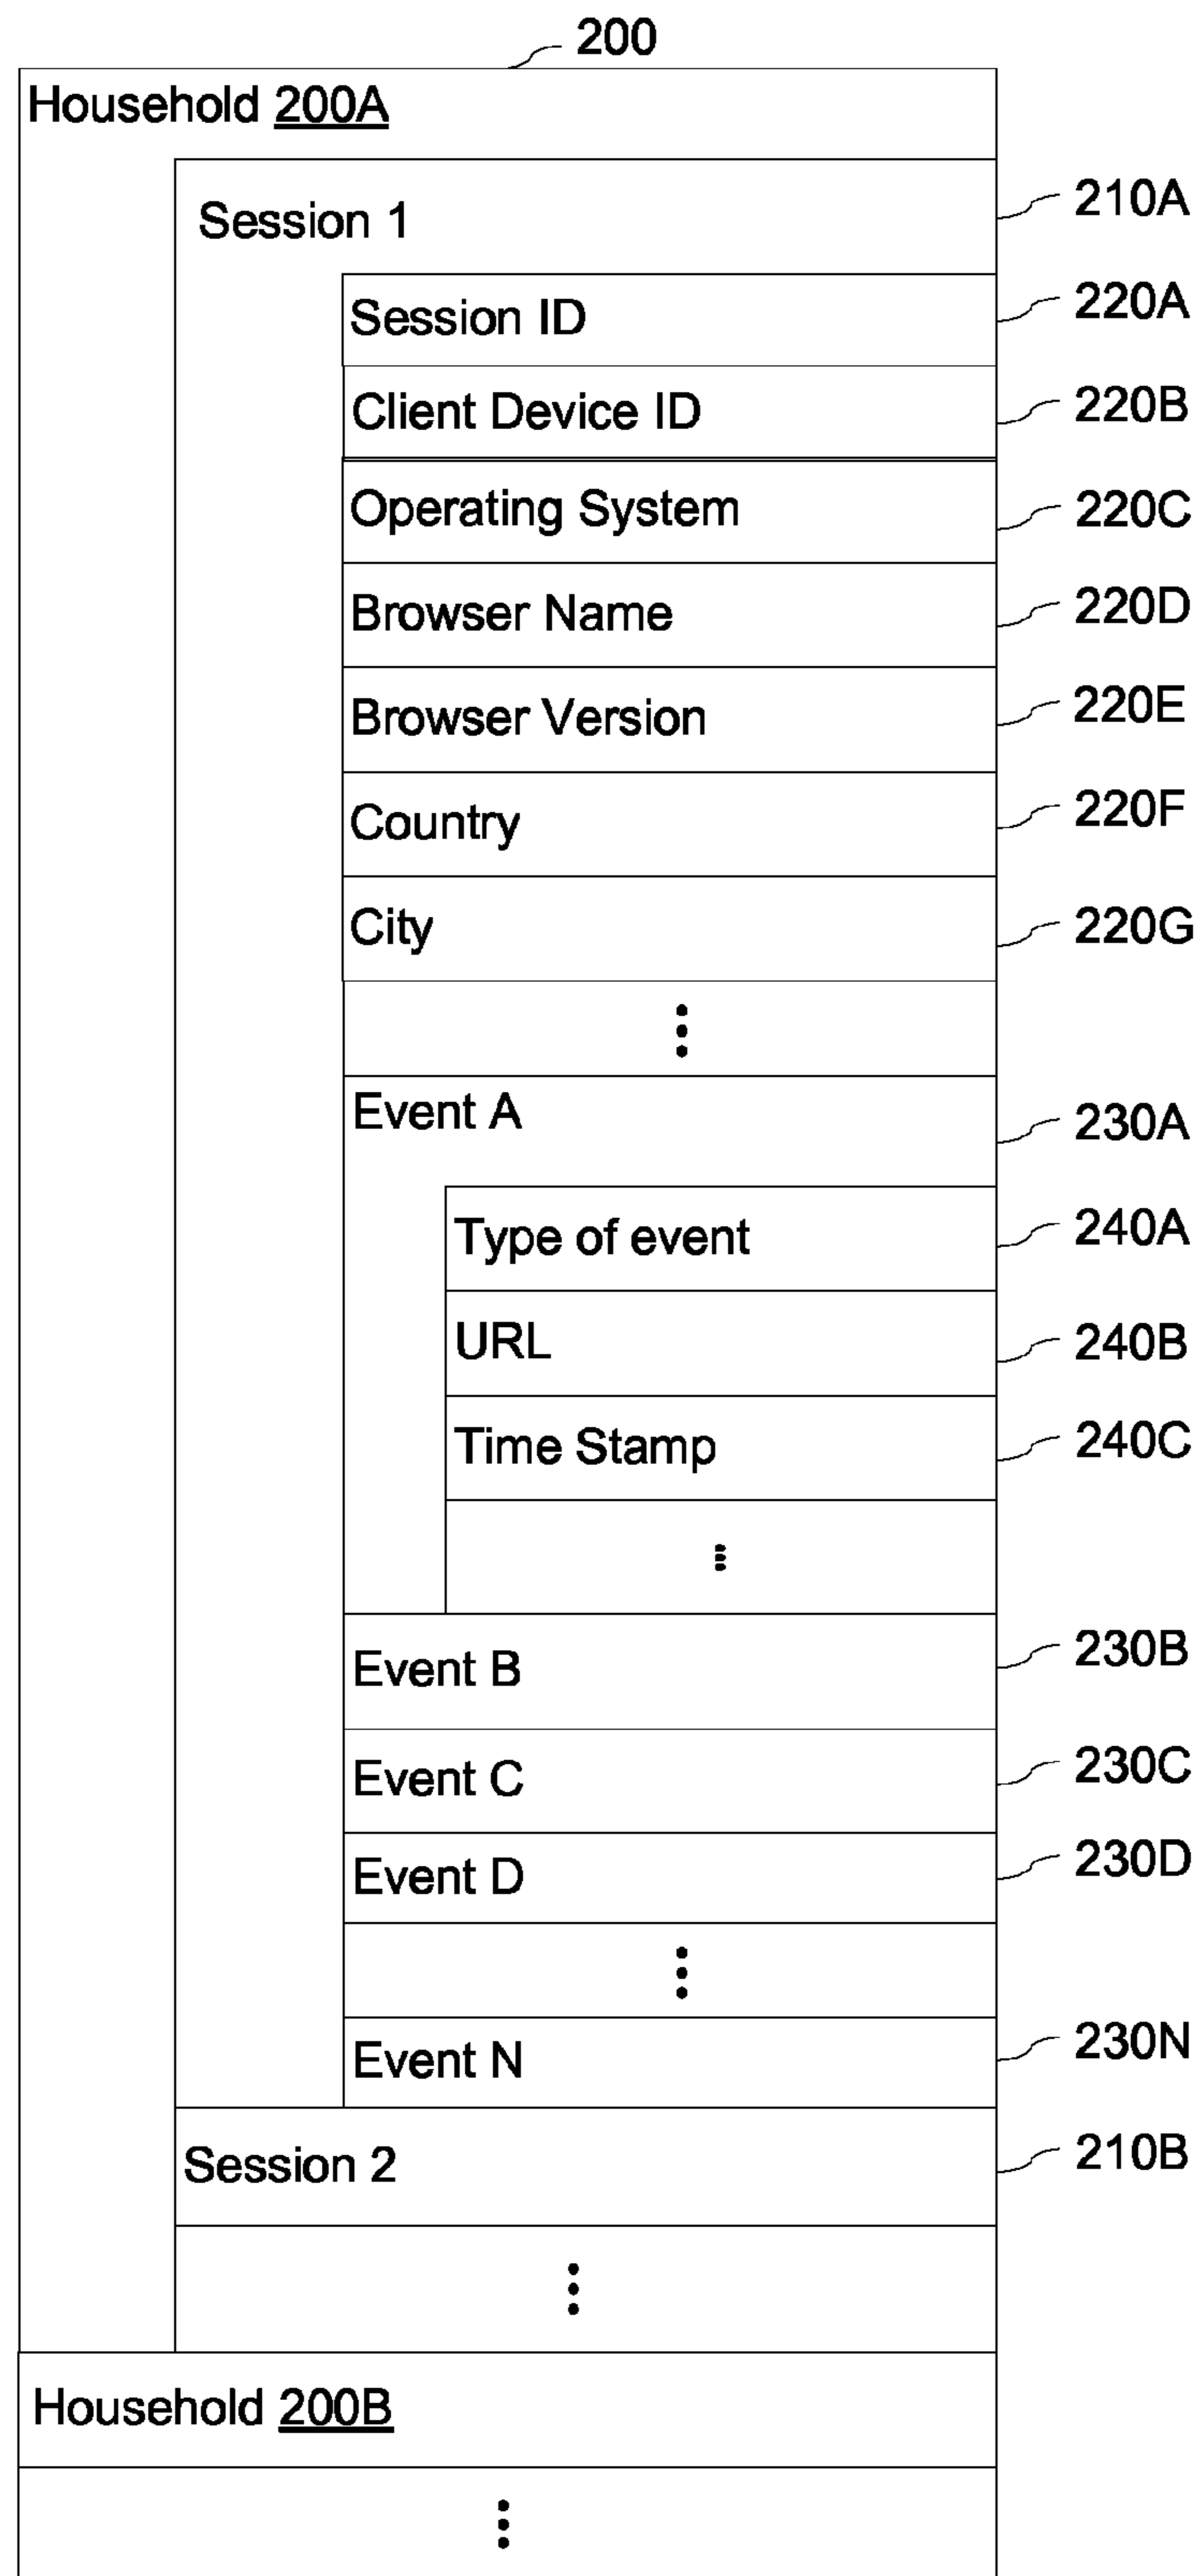 200
Household 200A
Session 1 210A
Session ID 220A
Client Device ID 220B
Operating System 220C
Browser Name 220D
Browser Version 220E
Country 220F
City 220G
Event A 230A
Type of event 240A
URL 240B
Time Stamp 240C
Event B 230B
Event C 230C
Event D 230D
Event N 230N
Session 2 210B
Household 200B